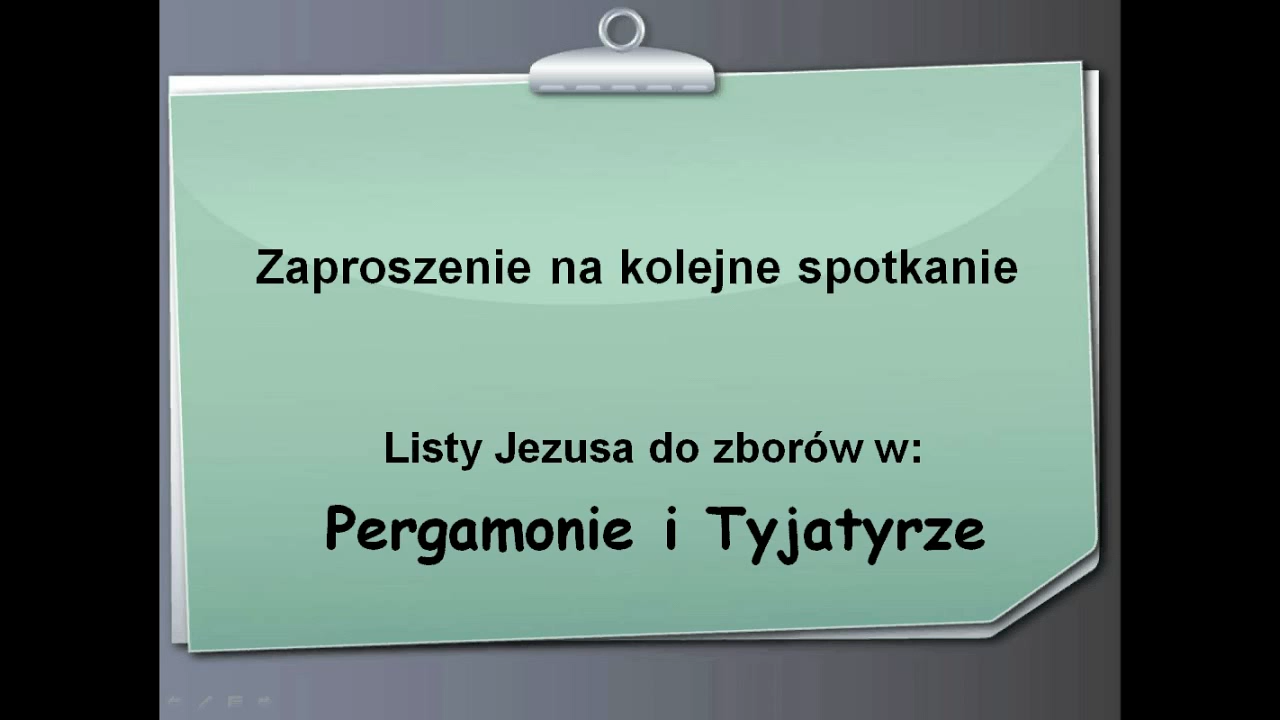 Zaproszenie na kolejne spotkanie
Listy Jezusa do zborów w:
Pergamonie i Tyjatyrze